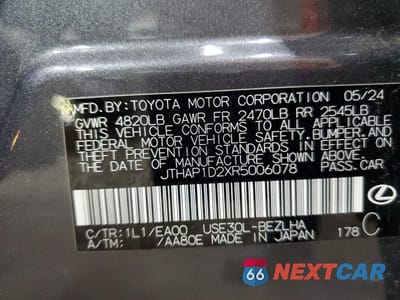 MFD. BY: TOYOTA MOTOR CORPORATION 05/24
GVWR 4820LB GAWR FR 2470LB RR 2545LB
THIS VEHICLE CONFORMS TO ALL APPLICABLE
FEDERAL MOTOR VEHICLE SAFETY, BUMPER,
AND THEFT PREVENTION STANDARDS IN EFFECT
ON THE DATE OF MANUFACTURE SHOWN ABOVE.
JTHAP1D2XR5006078 PASS.CAR
C/TR:1L1/EA00 USE30L-BEZLHA
A/TM: /AA80E MADE IN JAPAN 178 C
66 NEXTCAR